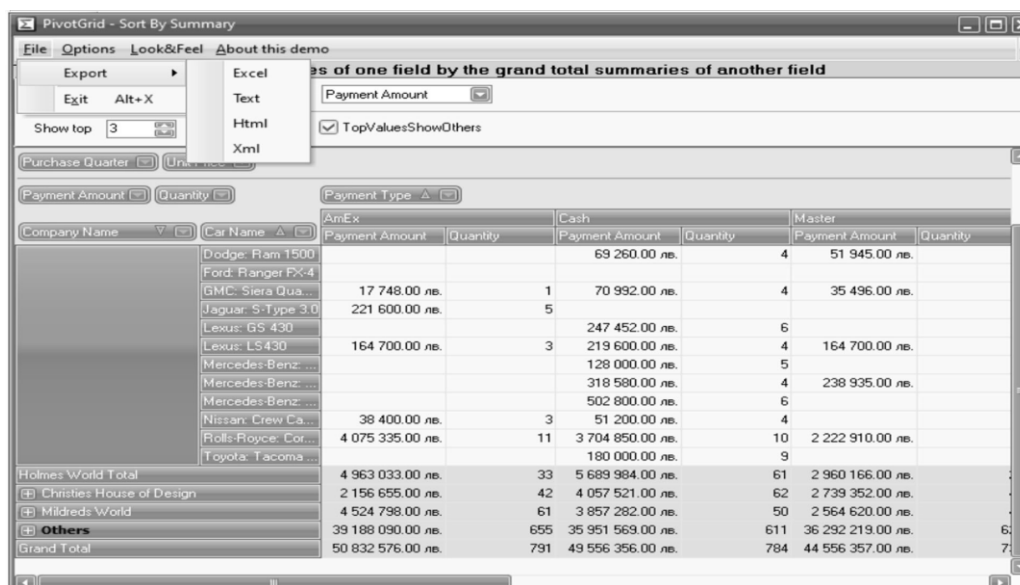 PivotGrid - Sort By Summary
File Options Look&Feel About this demo
Export Excel
es of one field by the grand total summaries of another field
Exit Alt+X Text
Payment Amount
Html
Show top 3
TopValuesShowOthers
Xml
Purchase Quarter
Payment Amount Quantity Payment Type
AmEx Cash Master
Company Name Car Name Payment Amount Quantity Payment Amount Quantity Payment Amount Quantity
Dodge: Ram 1500 69 260.00 лв. 4 51 945.00 лв.
Ford: Ranger FX-4
GMC: Siera Qua... 17 748.00 лв. 1 70 992.00 лв. 4 35 496.00 лв.
Jaguar: S-Type 3.0 221 600.00 лв. 5
Lexus: GS 430 247 452.00 лв. 6
Lexus: LS430 164 700.00 лв. 3 219 600.00 лв. 4 164 700.00 лв.
Mercedes-Benz: ... 128 000.00 лв. 5
Mercedes-Benz: ... 318 580.00 лв. 4 238 935.00 лв.
Mercedes-Benz: ... 502 800.00 лв. 6
Nissan: Crew Ca... 38 400.00 лв. 3 51 200.00 лв. 4
Rolls-Royce: Cor... 4 075 335.00 лв. 11 3 704 850.00 лв. 10 2 222 910.00 лв.
Toyota: Tacoma ... 180 000.00 лв. 9
Holmes World Total 4 963 033.00 лв. 33 5 689 984.00 лв. 61 2 960 166.00 лв.
Christies House of Design 2 156 655.00 лв. 42 4 057 521.00 лв. 62 2 739 352.00 лв.
Mildreds World 4 524 798.00 лв. 61 3 857 282.00 лв. 50 2 564 620.00 лв.
Others 39 188 090.00 лв. 655 35 951 569.00 лв. 611 36 292 219.00 лв.
Grand Total 50 832 576.00 лв. 791 49 556 356.00 лв. 784 44 556 357.00 лв.